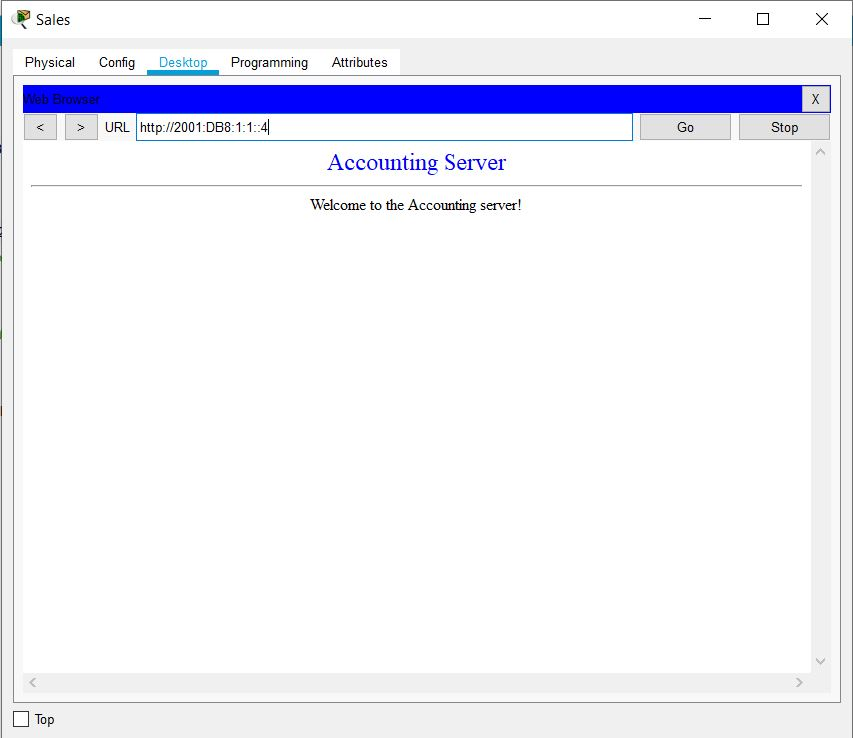 Sales
Physical Config Desktop Programming Attributes
Web Browser X
< > URL http://2001:DB8:1:1::4 Go Stop
Accounting Server
Welcome to the Accounting server!
Top